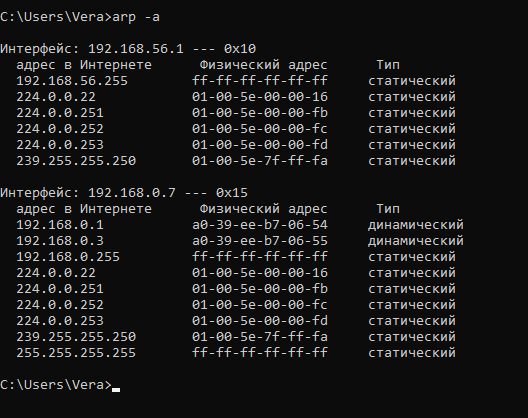 C:\Users\Vera>arp -a
Интерфейс: 192.168.56.1 --- 0x10
адрес в Интернете Физический адрес Тип
192.168.56.255 ff-ff-ff-ff-ff-ff статический
224.0.0.22 01-00-5e-00-00-16 статический
224.0.0.251 01-00-5e-00-00-fb статический
224.0.0.252 01-00-5e-00-00-fc статический
224.0.0.253 01-00-5e-00-00-fd статический
239.255.255.250 01-00-5e-7f-ff-fa статический
Интерфейс: 192.168.0.7 --- 0x15
адрес в Интернете Физический адрес Тип
192.168.0.1 a0-39-ee-b7-06-54 динамический
192.168.0.3 a0-39-ee-b7-06-55 динамический
192.168.0.255 ff-ff-ff-ff-ff-ff статический
224.0.0.22 01-00-5e-00-00-16 статический
224.0.0.251 01-00-5e-00-00-fb статический
224.0.0.252 01-00-5e-00-00-fc статический
224.0.0.253 01-00-5e-00-00-fd статический
239.255.255.250 01-00-5e-7f-ff-fa статический
255.255.255.255 ff-ff-ff-ff-ff-ff статический
C:\Users\Vera>